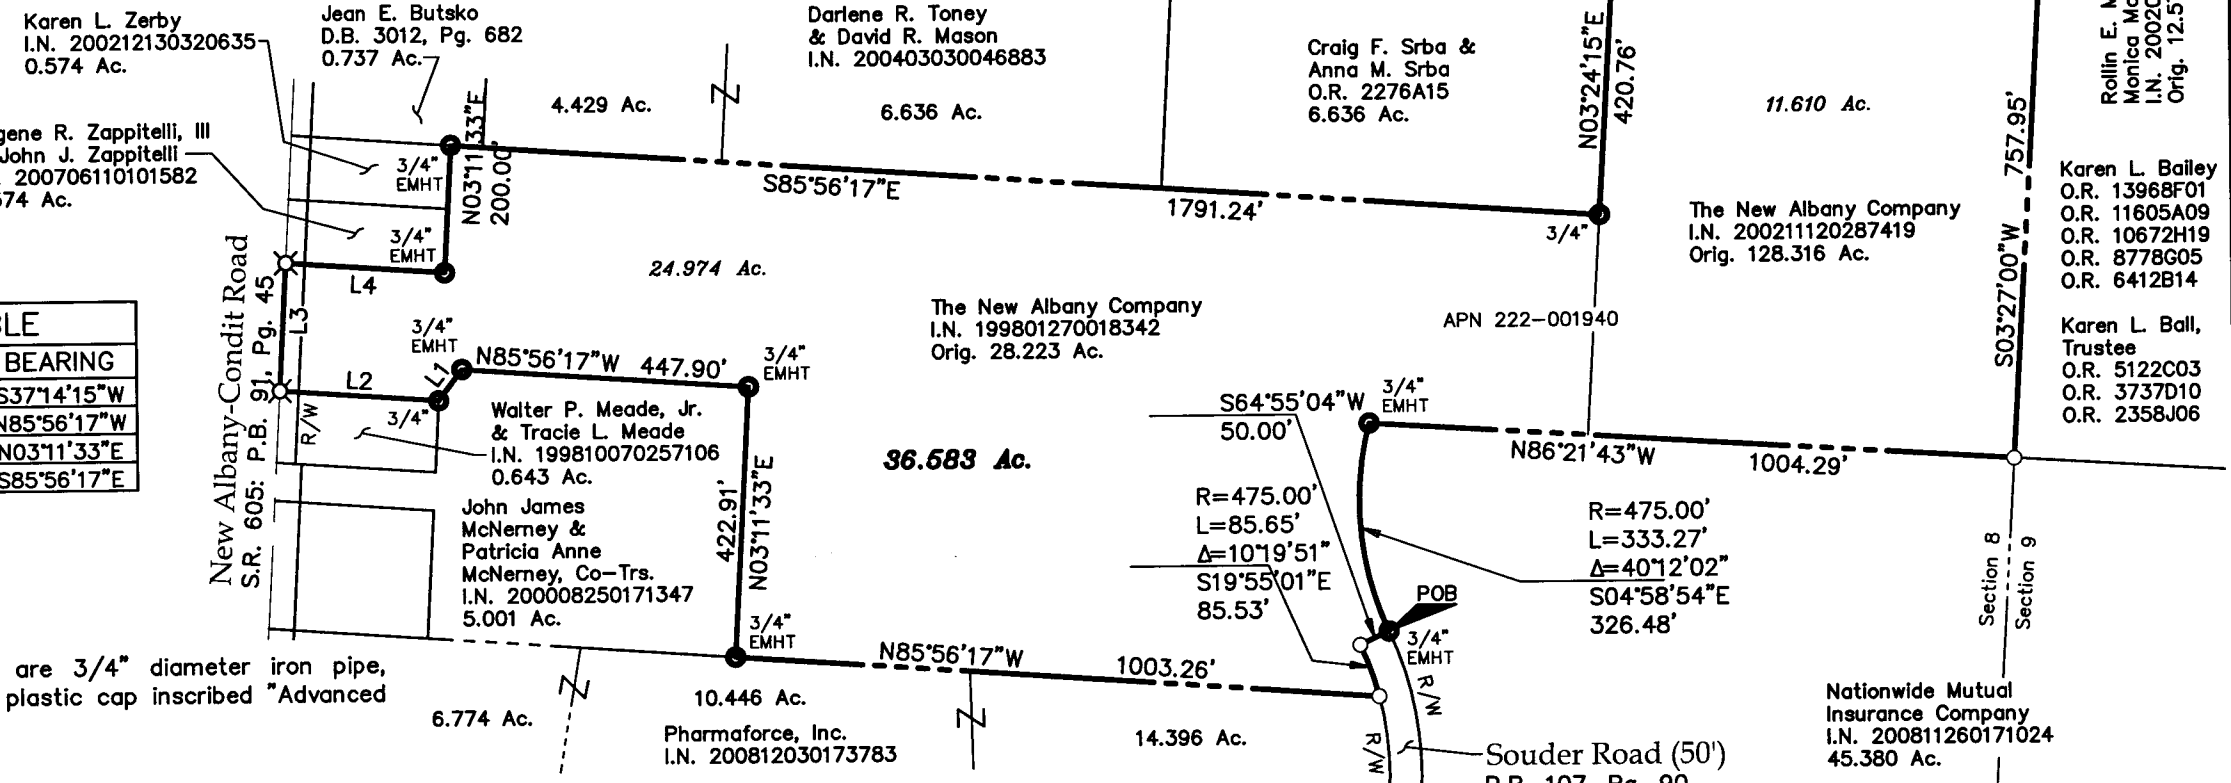 Karen L. Zerby
I.N. 200212130320635
0.574 Ac.
Jean E. Butsko
D.B. 3012, Pg. 682
0.737 Ac.
Darlene R. Toney
& David R. Mason
I.N. 200403030046883
4.429 Ac.
6.636 Ac.
Craig F. Srba &
Anna M. Srba
O.R. 2276A15
6.636 Ac.
N03°24'15"E
420.76'
11.610 Ac.
757.95'
S03°27'00"W
Rollin E.
Monica
I.N.
Orig.
gene R. Zappitelli, III
John J. Zappitelli
200706110101582
574 Ac.
3/4"
EMHT
3/4"
EMHT
N03°11'33"E
200.00'
S85°56'17"E
1791.24'
3/4"
The New Albany Company
I.N. 200211120287419
Orig. 128.316 Ac.
Karen L. Bailey
O.R. 13968F01
O.R. 11605A09
O.R. 10672H19
O.R. 8778G05
O.R. 6412B14
Karen L. Ball,
Trustee
O.R. 5122C03
O.R. 3737D10
O.R. 2358J06
24.974 Ac.
L4
L3
New Albany-Condit Road
S.R. 605: P.B. 91, Pg. 45
R/W
BLE
BEARING
S37°14'15"W
N85°56'17"W
N03°11'33"E
S85°56'17"E
3/4"
EMHT
L1
L2
3/4"
N85°56'17"W 447.90'
3/4"
EMHT
The New Albany Company
I.N. 199801270018342
Orig. 28.223 Ac.
APN 222-001940
Walter P. Meade, Jr.
& Tracie L. Meade
I.N. 199810070257106
0.643 Ac.
John James
McNerney &
Patricia Anne
McNerney, Co-Trs.
I.N. 200008250171347
5.001 Ac.
422.91'
N03°11'33"E
3/4"
EMHT
36.583 Ac.
S64°55'04"W
50.00'
3/4"
EMHT
N86°21'43"W
1004.29'
R=475.00'
L=85.65'
Δ=10°19'51"
S19°55'01"E
85.53'
R=475.00'
L=333.27'
Δ=40°12'02"
S04°58'54"E
326.48'
POB
3/4"
EMHT
Section 8
Section 9
N85°56'17"W
1003.26'
are 3/4" diameter iron pipe,
plastic cap inscribed "Advanced
6.774 Ac.
10.446 Ac.
Pharmaforce, Inc.
I.N. 200812030173783
14.396 Ac.
R/W
R/W
Souder Road (50')
P.B. 107, Pg. 90
Nationwide Mutual
Insurance Company
I.N. 200811260171024
45.380 Ac.